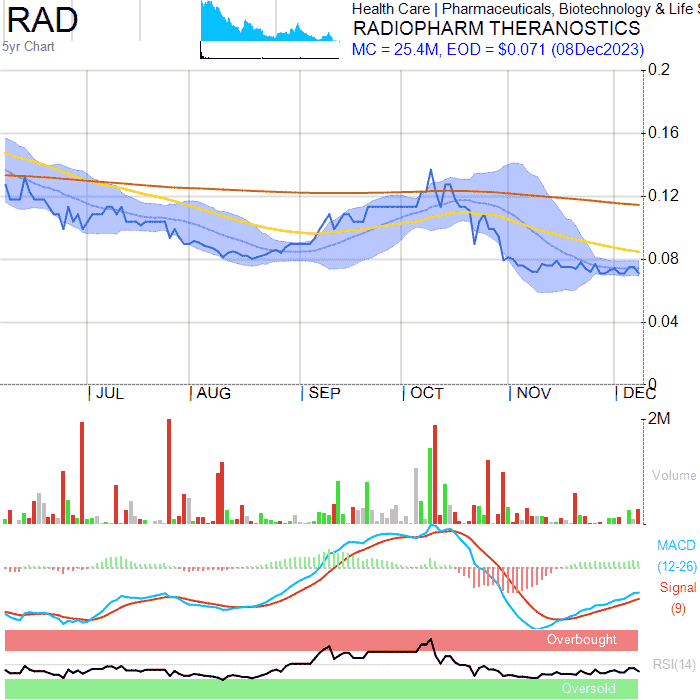 RAD
5yr Chart
Health Care | Pharmaceuticals, Biotechnology & Life S
RADIOPHARM THERANOSTICS
MC = 25.4M, EOD = $0.071 (08Dec2023)
0.2
0.16
0.12
0.08
0.04
0
JUL AUG SEP OCT NOV DEC
2M
Volume
MACD
(12-26)
Signal
(9)
Overbought
RSI(14)
Oversold